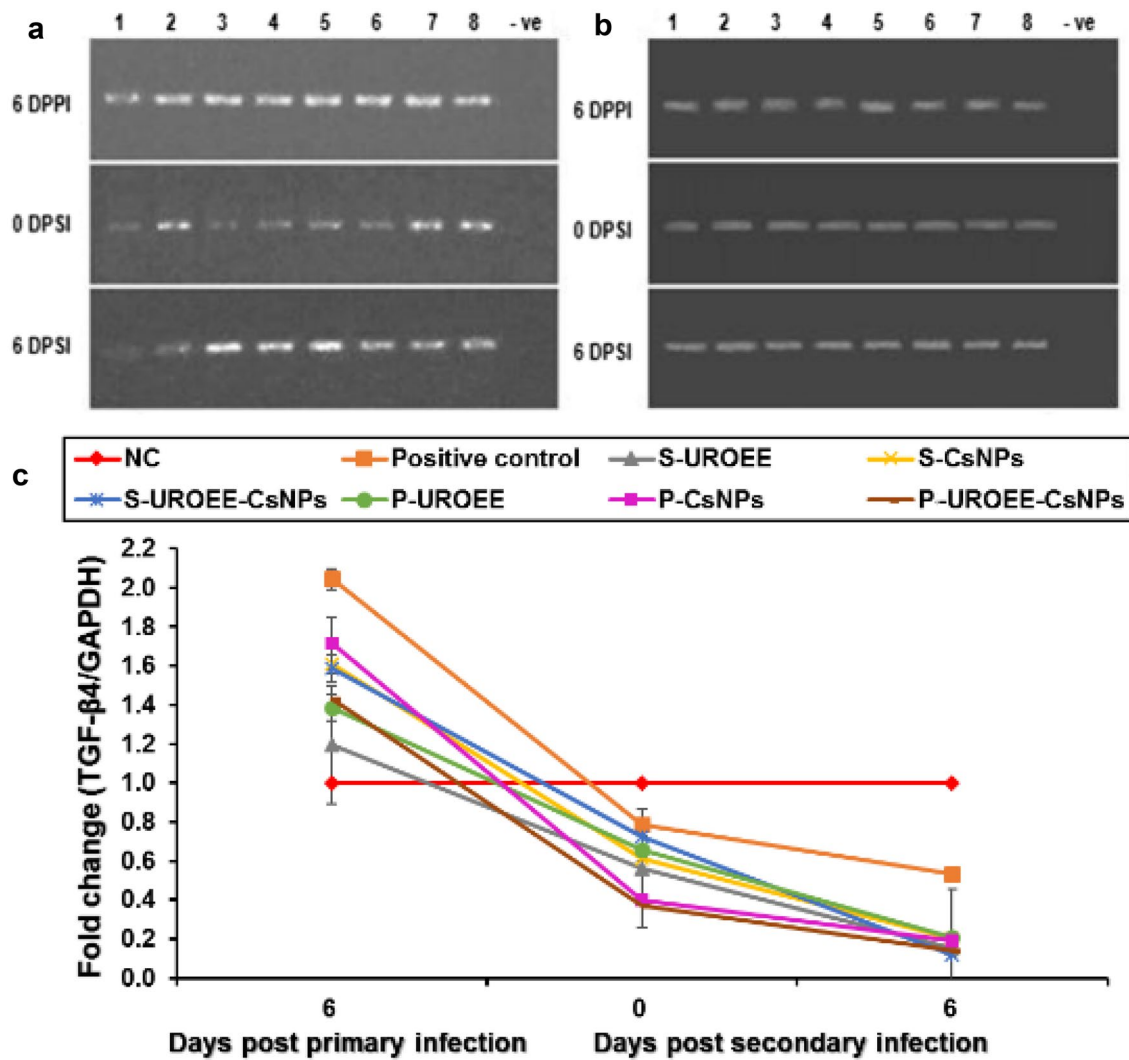 a 1 2 3 4 5 6 7 8 - ve
6 DPPI
0 DPSI
6 DPSI
b 1 2 3 4 5 6 7 8 - ve
6 DPPI
0 DPSI
6 DPSI
c
NC Positive control S-UROEE S-CsNPs
S-UROEE-CsNPs P-UROEE P-CsNPs P-UROEE-CsNPs
Fold change (TGF-β4/GAPDH)
2.2
2.0
1.8
1.6
1.4
1.2
1.0
0.8
0.6
0.4
0.2
0.0
6 0 6
Days post primary infection Days post secondary infection